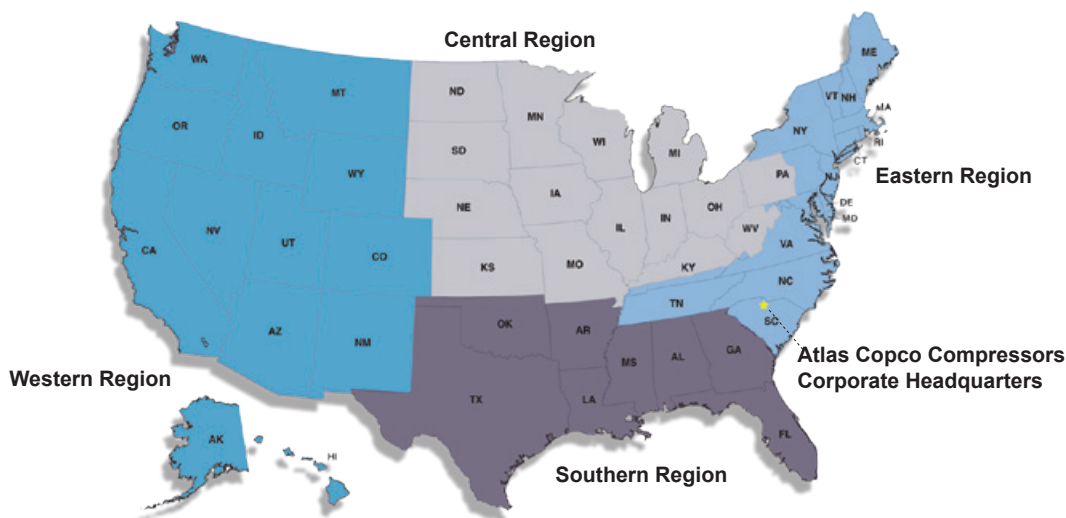 Central Region
ME
WA
MT
ND
VT
NH
MA
MN
OR
NY
RI
ID
WI
SD
MI
CT
WY
PA
NJ
Eastern Region
IA
NE
OH
DE
IL
IN
MD
NV
WV
UT
VA
CA
CO
MO
KS
KY
NC
TN
SC
OK
AR
AZ
NM
GA
MS
AL
Atlas Copco Compressors
Corporate Headquarters
Western Region
TX
LA
FL
AK
HI
Southern Region